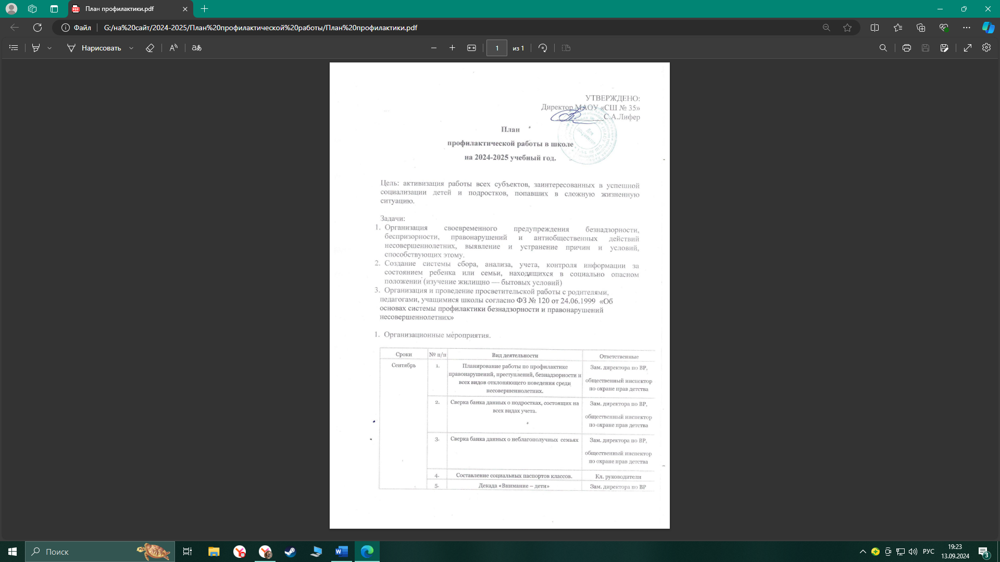 План профилактики.pdf
Файл
G:/на%20сайт/2024-2025/План%20профилактической%20работы/План%20профилактики.pdf
Нарисовать
аあ
1
из 1
УТВЕРЖДЕНО:
Директор МАОУ «СШ № 35»
С.А.Лифер
Для документов
План
профилактической работы в школе
на 2024-2025 учебный год.
Цель: активизация работы всех субъектов, заинтересованных в успешной
социализации детей и подростков, попавших в сложную жизненную
ситуацию.
Задачи:
1. Организация своевременного предупреждения безнадзорности,
беспризорности, правонарушений и антиобщественных действий
несовершеннолетних, выявление и устранение причин и условий,
способствующих этому.
2. Создание системы сбора, анализа, учета, контроля информации за
состоянием ребенка или семьи, находящихся в социально опасном
положении (изучение жилищно — бытовых условий)
3. Организация и проведение просветительской работы с родителями,
педагогами, учащимися школы согласно ФЗ № 120 от 24.06.1999 «Об
основах системы профилактики безнадзорности и правонарушений
несовершеннолетних»
1. Организационные мероприятия.
Сроки № п/п Вид деятельности Ответственные
Сентябрь 1. Планирование работы по профилактике
правонарушений, преступлений, безнадзорности и
всех видов отклоняющего поведения среди
несовершеннолетних.
Зам. директора по ВР,
общественный инспектор
по охране прав детства
2. Сверка банка данных о подростках, состоящих на
всех видах учета.
Зам. директора по ВР,
общественный инспектор
по охране прав детства
3. Сверка банка данных о неблагополучных семьях
Зам. директора по ВР,
общественный инспектор
по охране прав детства
4. Составление социальных паспортов классов. Кл. руководители
5. Декада «Внимание – дети» Зам. директора по ВР
Поиск
РУС
19:23
13.09.2024
3